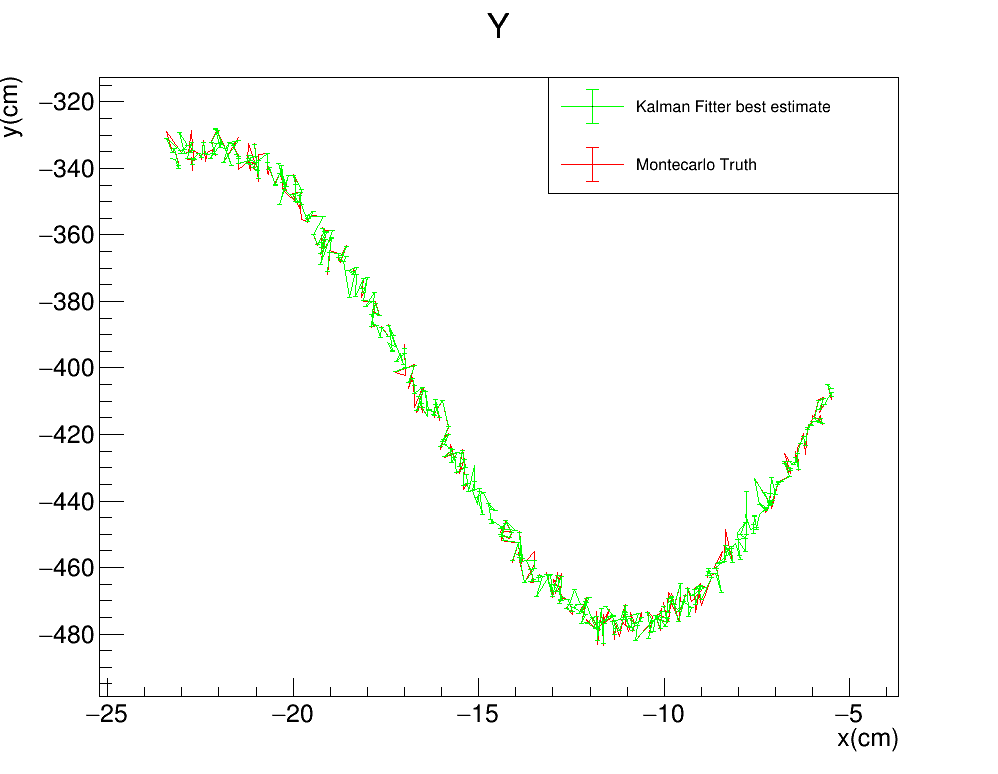 Y
y(cm)
Kalman Fitter best estimate
Montecarlo Truth
−320
−340
−360
−380
−400
−420
−440
−460
−480
−25 −20 −15 −10 −5
x(cm)